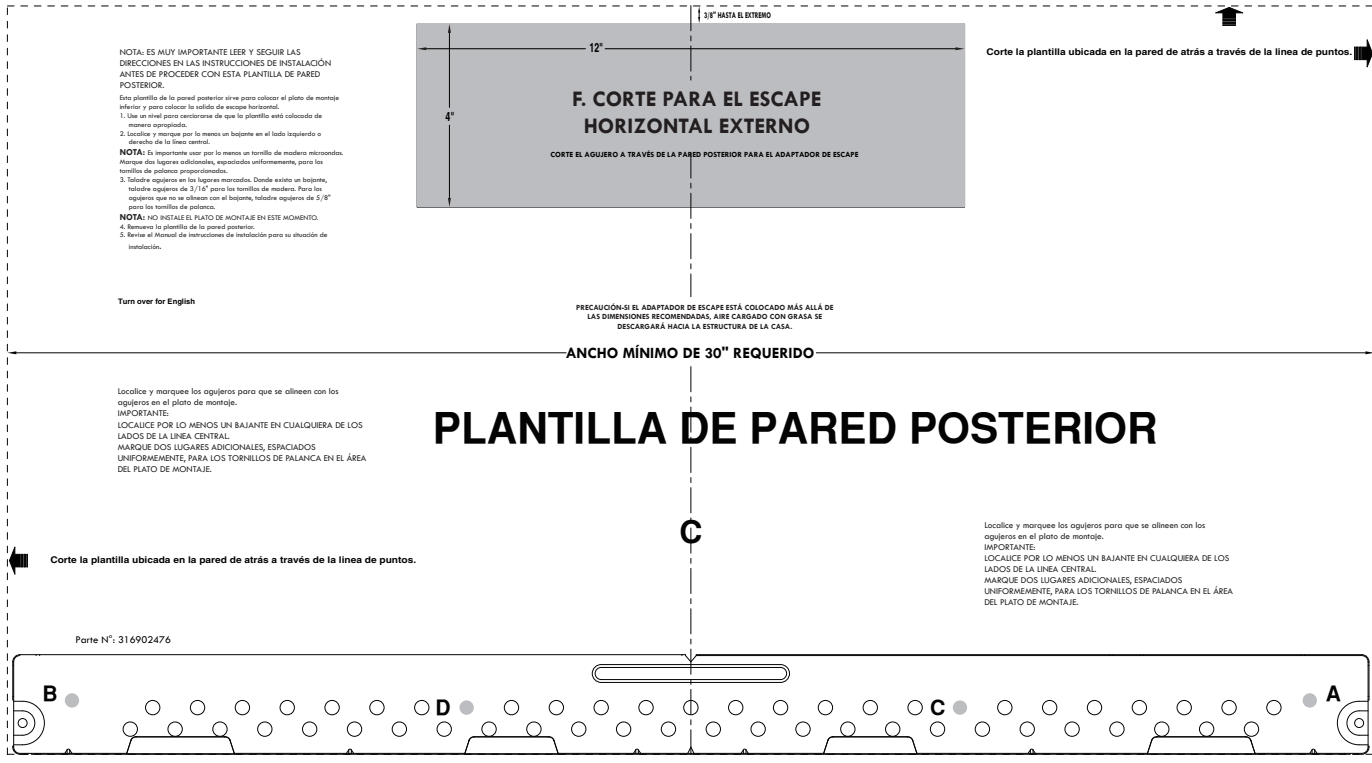 3/8" HASTA EL EXTREMO
NOTA: ES MUY IMPORTANTE LEER Y SEGUIR LAS
DIRECCIONES EN LAS INSTRUCCIONES DE INSTALACIÓN
ANTES DE PROCEDER CON ESTA PLANTILLA DE PARED
POSTERIOR.
Esta plantilla de la pared posterior sirve para colocar el plato de montaje
inferior y para colocar la salida de escape horizontal.
1. Use un nivel para cerciorarse de que la plantilla está colocada de
manera apropiada.
2. Localice y marque por lo menos un bajante en el lado izquierdo o
derecho de la línea central.
NOTA: Es importante usar por lo menos un tornillo de madera microondas.
Marque dos lugares adicionales, espaciados uniformemente, para los
tornillos de palanca proporcionados.
3. Taladre agujeros en los lugares marcados. Donde exista un bajante,
taladre agujeros de 3/16" para los tornillos de madera. Para los
agujeros que no se alinean con el bajante, taladre agujeros de 5/8"
para los tornillos de palanca.
NOTA: NO INSTALE EL PLATO DE MONTAJE EN ESTE MOMENTO.
4. Remueva la plantilla de la pared posterior.
5. Revise el Manual de instrucciones de instalación para su situación de
instalación.
Turn over for English
12"
4"
F. CORTE PARA EL ESCAPE
HORIZONTAL EXTERNO
CORTE EL AGUJERO A TRAVÉS DE LA PARED POSTERIOR PARA EL ADAPTADOR DE ESCAPE
Corte la plantilla ubicada en la pared de atrás a través de la linea de puntos.
PRECAUCIÓN-SI EL ADAPTADOR DE ESCAPE ESTÁ COLOCADO MÁS ALLÁ DE
LAS DIMENSIONES RECOMENDADAS, AIRE CARGADO CON GRASA SE
DESCARGARÁ HACIA LA ESTRUCTURA DE LA CASA.
ANCHO MÍNIMO DE 30" REQUERIDO
Localice y marquee los agujeros para que se alineen con los
agujeros en el plato de montaje.
IMPORTANTE:
LOCALICE POR LO MENOS UN BAJANTE EN CUALQUIERA DE LOS
LADOS DE LA LINEA CENTRAL.
MARQUE DOS LUGARES ADICIONALES, ESPACIADOS
UNIFORMEMENTE, PARA LOS TORNILLOS DE PALANCA EN EL ÁREA
DEL PLATO DE MONTAJE.
PLANTILLA DE PARED POSTERIOR
C
Localice y marquee los agujeros para que se alineen con los
agujeros en el plato de montaje.
IMPORTANTE:
LOCALICE POR LO MENOS UN BAJANTE EN CUALQUIERA DE LOS
LADOS DE LA LINEA CENTRAL.
MARQUE DOS LUGARES ADICIONALES, ESPACIADOS
UNIFORMEMENTE, PARA LOS TORNILLOS DE PALANCA EN EL ÁREA
DEL PLATO DE MONTAJE.
Corte la plantilla ubicada en la pared de atrás a través de la linea de puntos.
Parte N°: 316902476
B
D
C
A